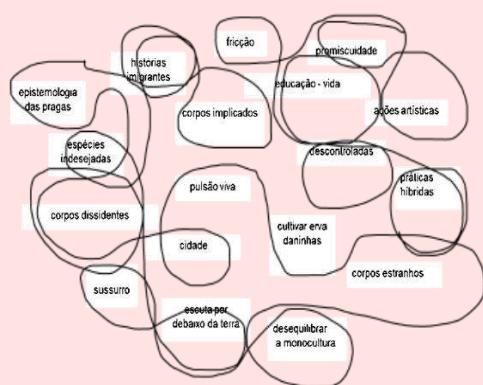 fricção
promiscuidade
histórias
imigrantes
educação - vida
epistemologia
das pragas
corpos implicados
ações artísticas
espécies
indesejadas
descontroladas
práticas
híbridas
pulsão viva
corpos dissidentes
cultivar erva
daninhas
cidade
corpos estranhos
sussurro
escuta por
debaixo da terra
desequilibrar
a monocultura